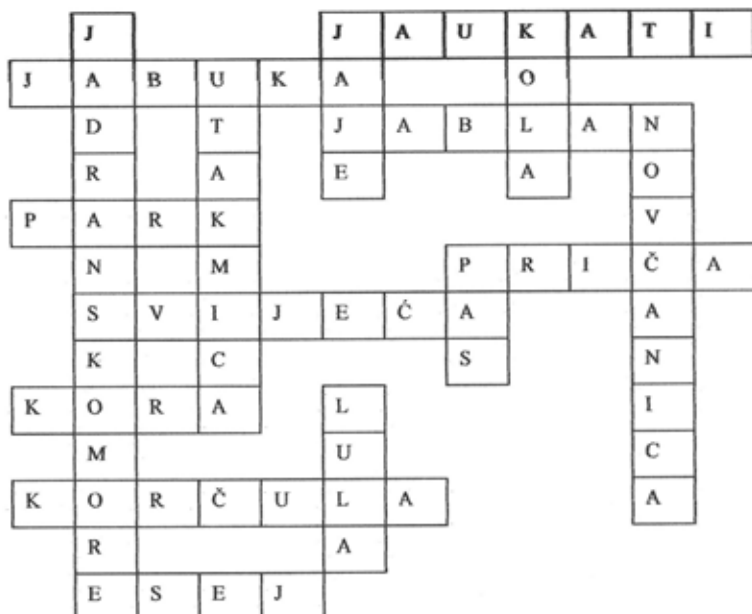 J J A U K A T I
J A B U K A O
D T J A B L A N
R A E A O
P A R K V
N M P R I Č A
S V I J E Ć A A
K C S N
K O R A L I
M U C
K O R Č U L A A
R A
E S E J